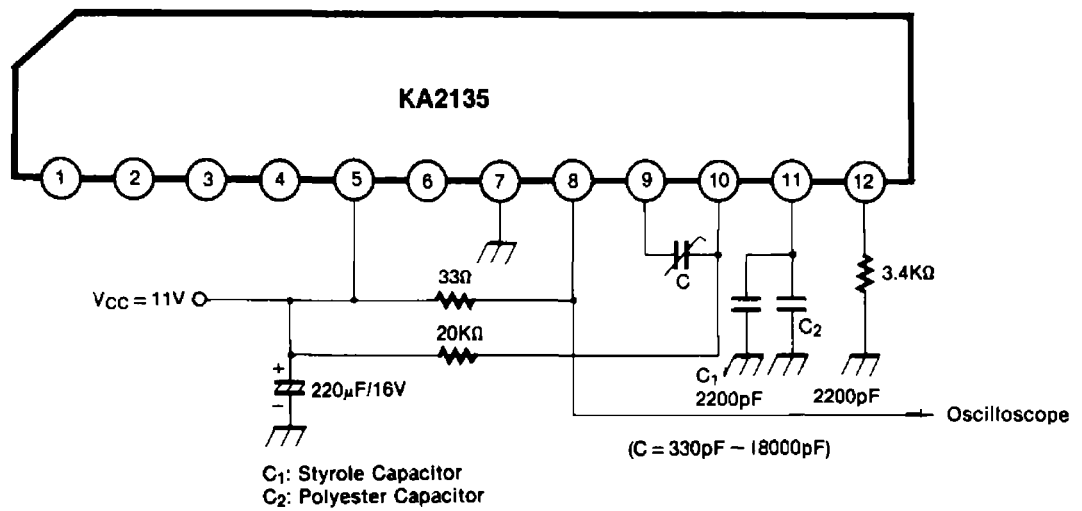 KA2135
1 2 3 4 5 6 7 8 9 10 11 12
VCC = 11V
33Ω
20KΩ
C
3.4KΩ
+
220μF/16V
−
C1
2200pF
C2
2200pF
Oscilloscope
(C = 330pF ~ 18000pF)
C1: Styrole Capacitor
C2: Polyester Capacitor